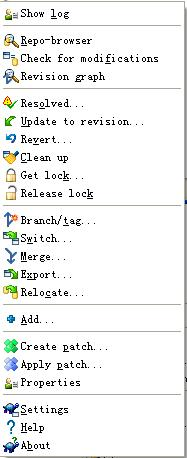 Show log
Repo-browser
Check for modifications
Revision graph
Resolved...
Update to revision...
Revert...
Clean up
Get lock...
Release lock
Branch/tag...
Switch...
Merge...
Export...
Relocate...
Add...
Create patch...
Apply patch...
Properties
Settings
Help
About